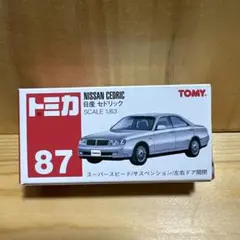 トミカ
NISSAN CEDRIC
日産 セドリック
SCALE 1/63
TOMY.
87
スーパースピード/サスペンション/左右ドア開閉